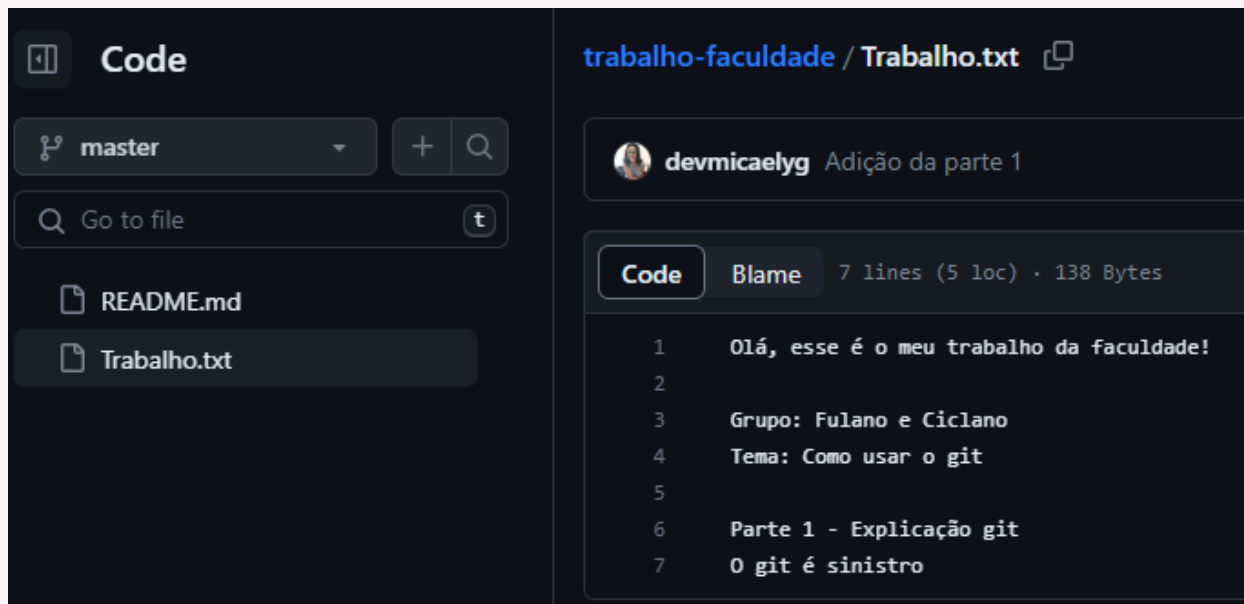 Code
master
Go to file
t
README.md
Trabalho.txt
trabalho-faculdade / Trabalho.txt
devmicaelyg Adição da parte 1
Code Blame 7 lines (5 loc) · 138 Bytes
1 Olá, esse é o meu trabalho da faculdade!
2
3 Grupo: Fulano e Ciclano
4 Tema: Como usar o git
5
6 Parte 1 - Explicação git
7 O git é sinistro